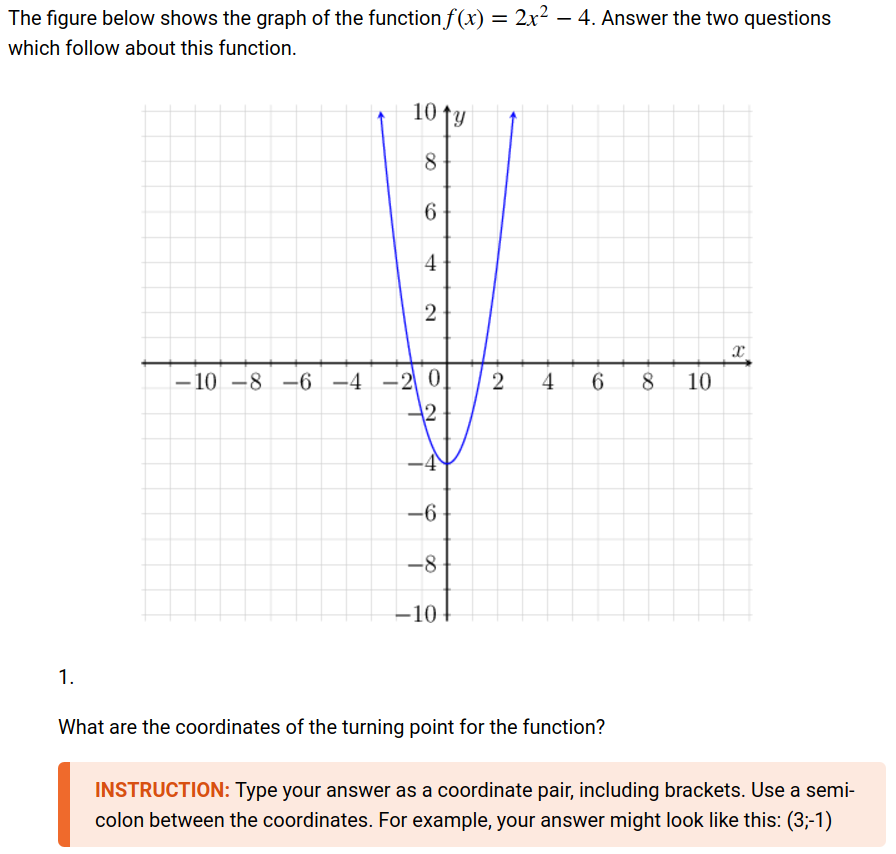 The figure below shows the graph of the function f(x) = 2x² − 4. Answer the two questions
which follow about this function.
10 y
8
6
4
2
x
−10 −8 −6 −4 −2 0 2 4 6 8 10
−2
−4
−6
−8
−10
1.
What are the coordinates of the turning point for the function?
INSTRUCTION: Type your answer as a coordinate pair, including brackets. Use a semi-
colon between the coordinates. For example, your answer might look like this: (3;-1)